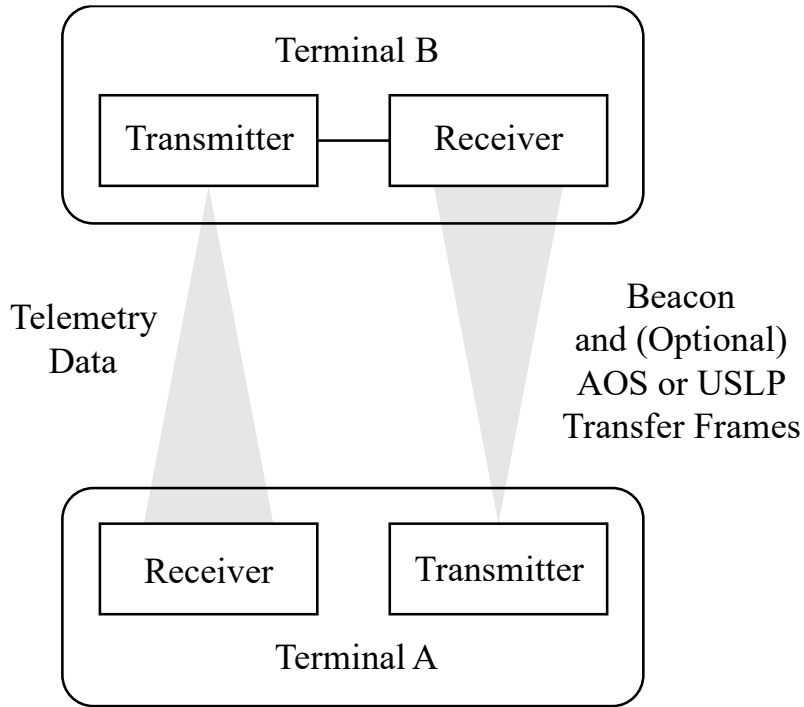 Terminal B
Transmitter
Receiver
Telemetry
Data
Beacon
and (Optional)
AOS or USLP
Transfer Frames
Receiver
Transmitter
Terminal A